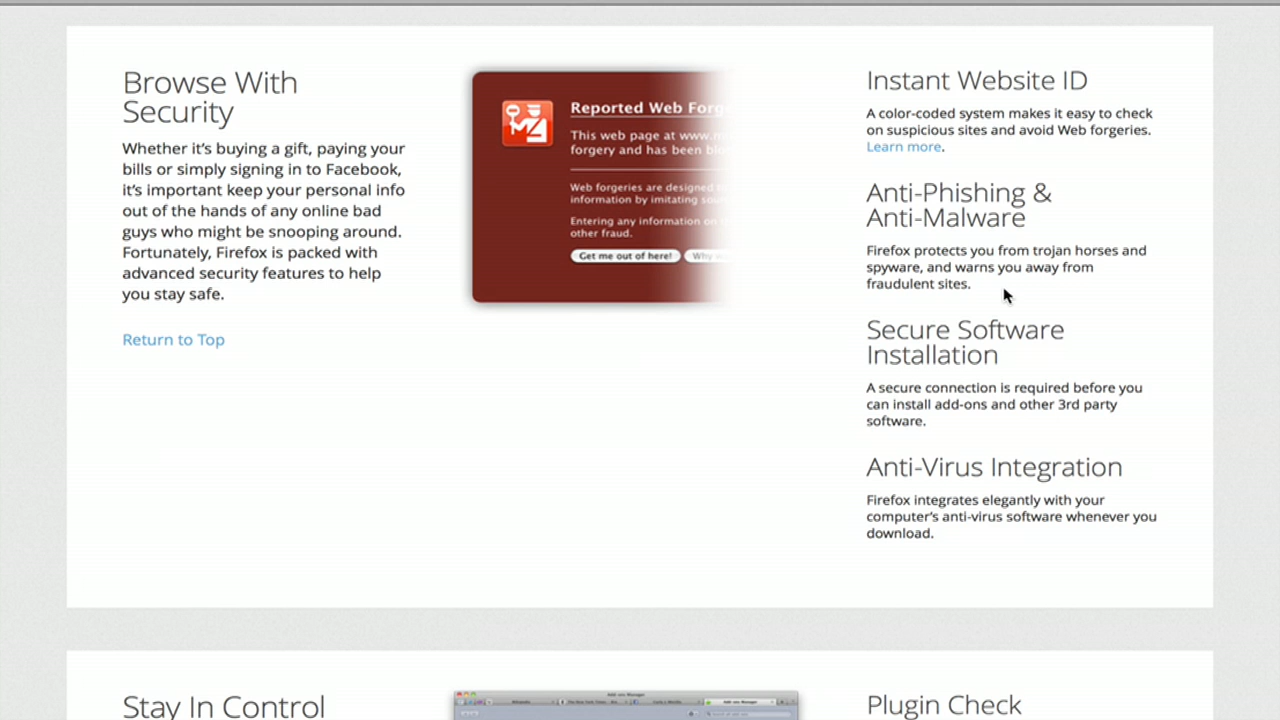 Browse With
Security
Whether it's buying a gift, paying your
bills or simply signing in to Facebook,
it's important keep your personal info
out of the hands of any online bad
guys who might be snooping around.
Fortunately, Firefox is packed with
advanced security features to help
you stay safe.
Return to Top
Reported Web Forge
This web page at www.
forgery and has been blo
Web forgeries are designed
information by imitating
Entering any information on
other fraud.
Get me out of here!
Why
Instant Website ID
A color-coded system makes it easy to check
on suspicious sites and avoid Web forgeries.
Learn more.
Anti-Phishing &
Anti-Malware
Firefox protects you from trojan horses and
spyware, and warns you away from
fraudulent sites.
Secure Software
Installation
A secure connection is required before you
can install add-ons and other 3rd party
software.
Anti-Virus Integration
Firefox integrates elegantly with your
computer's anti-virus software whenever you
download.
Stay In Control
Add-ons Manager
Plugin Check